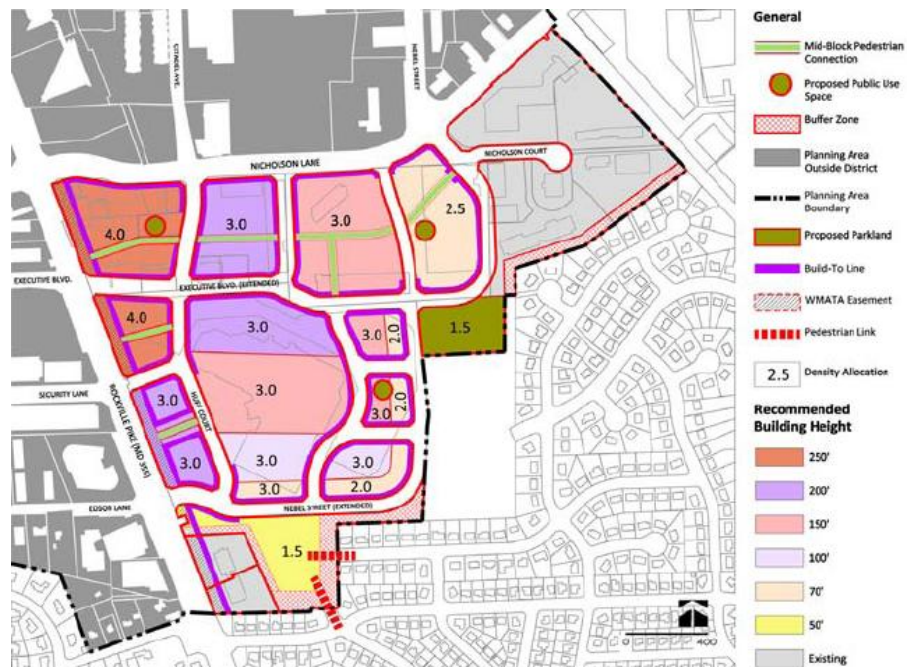 CITADEL AVE.
NEBEL STREET
NICHOLSON LANE
NICHOLSON COURT
4.0
3.0
3.0
2.5
EXECUTIVE BLVD.
EXECUTIVE BLVD. (EXTENDED)
4.0
3.0
3.0
2.0
1.5
3.0
SECURITY LANE
ROCKVILLE PIKE (MD 355)
HUFF COURT
3.0
3.0
2.0
3.0
3.0
3.0
3.0
2.0
EDSON LANE
NEBEL STREET (EXTENDED)
1.5
0
400
General
Mid-Block Pedestrian
Connection
Proposed Public Use
Space
Buffer Zone
Planning Area
Outside District
Planning Area
Boundary
Proposed Parkland
Build-To Line
WMATA Easement
Pedestrian Link
2.5
Density Allocation
Recommended
Building Height
250'
200'
150'
100'
70'
50'
Existing